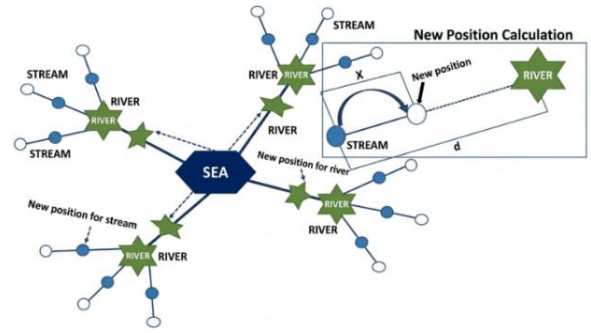 STREAM
New Position Calculation
STREAM
RIVER
RIVER
X
New position
RIVER
RIVER
RIVER
RIVER
STREAM
STREAM
d
SEA
New position for river
New position for stream
RIVER
RIVER
RIVER
RIVER